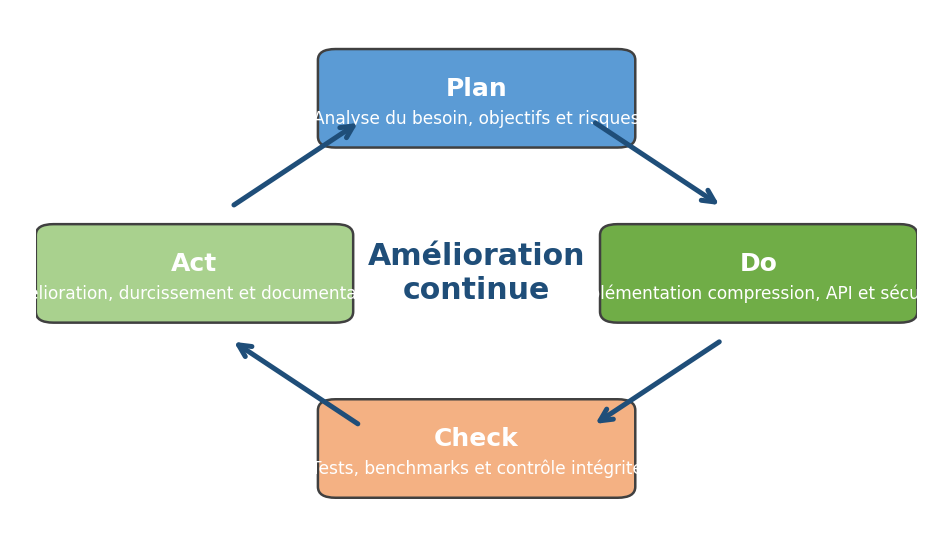 Plan
Analyse du besoin, objectifs et risques
Act
élioration, durcissement et documenta
Amélioration
continue
Do
plémentation compression, API et sécu
Check
Tests, benchmarks et contrôle intégrité